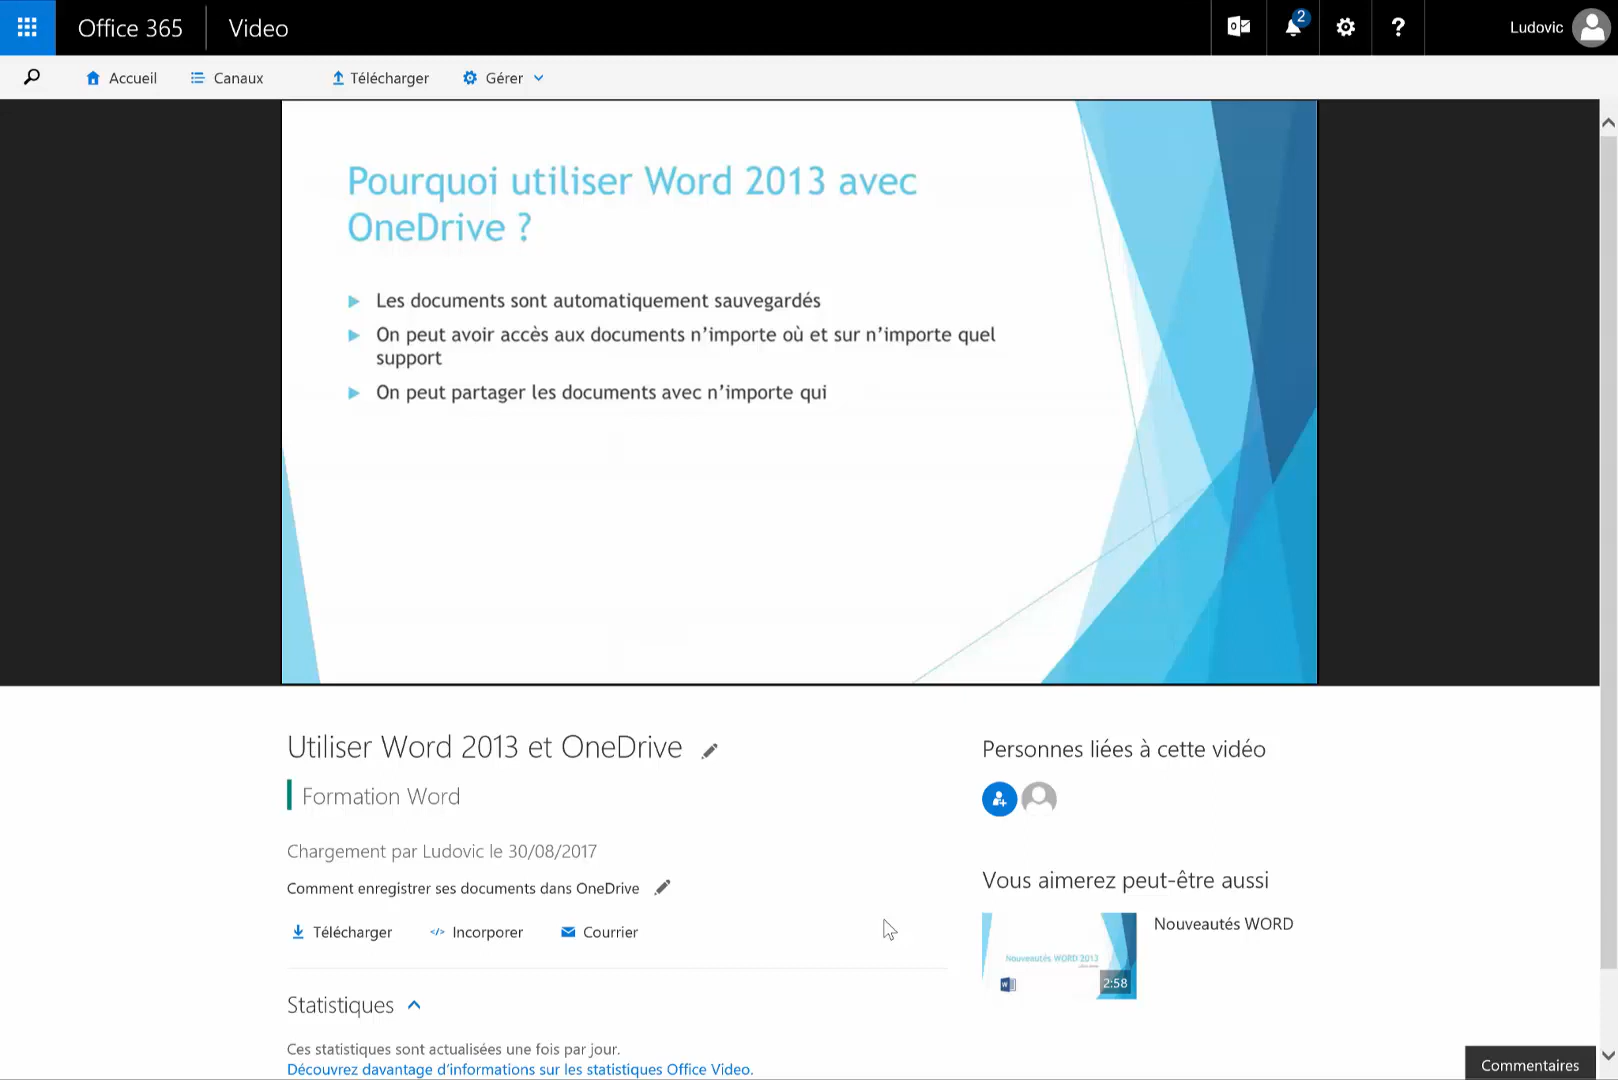 Office 365
Video
2
Ludovic
Accueil
Canaux
Télécharger
Gérer
Pourquoi utiliser Word 2013 avec
OneDrive ?
Les documents sont automatiquement sauvegardés
On peut avoir accès aux documents n’importe où et sur n’importe quel
support
On peut partager les documents avec n’importe qui
Utiliser Word 2013 et OneDrive
Formation Word
Chargement par Ludovic le 30/08/2017
Comment enregistrer ses documents dans OneDrive
Télécharger
Incorporer
Courrier
Statistiques
Ces statistiques sont actualisées une fois par jour.
Découvrez davantage d’informations sur les statistiques Office Video.
Personnes liées à cette vidéo
Vous aimerez peut-être aussi
Nouveautés WORD 2013
2:58
Nouveautés WORD
Commentaires